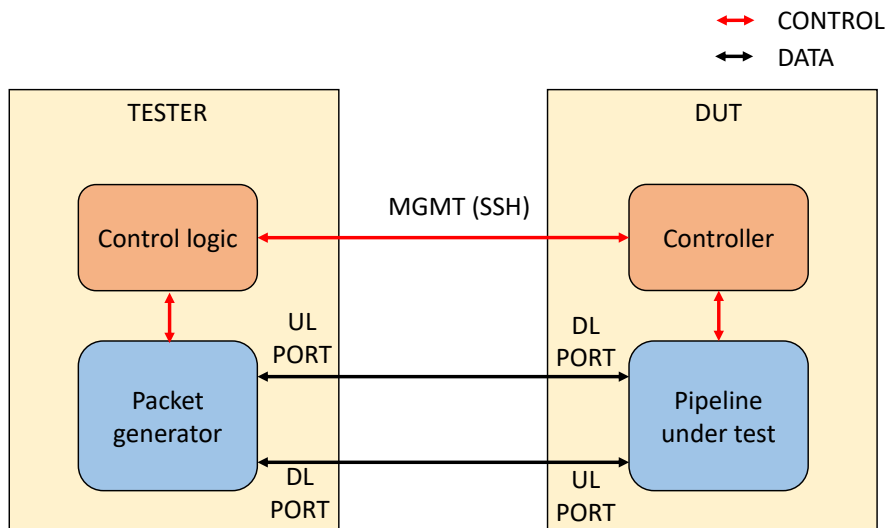 CONTROL
DATA
TESTER
DUT
MGMT (SSH)
Control logic
Controller
UL
PORT
DL
PORT
Packet
generator
Pipeline
under test
DL
PORT
UL
PORT